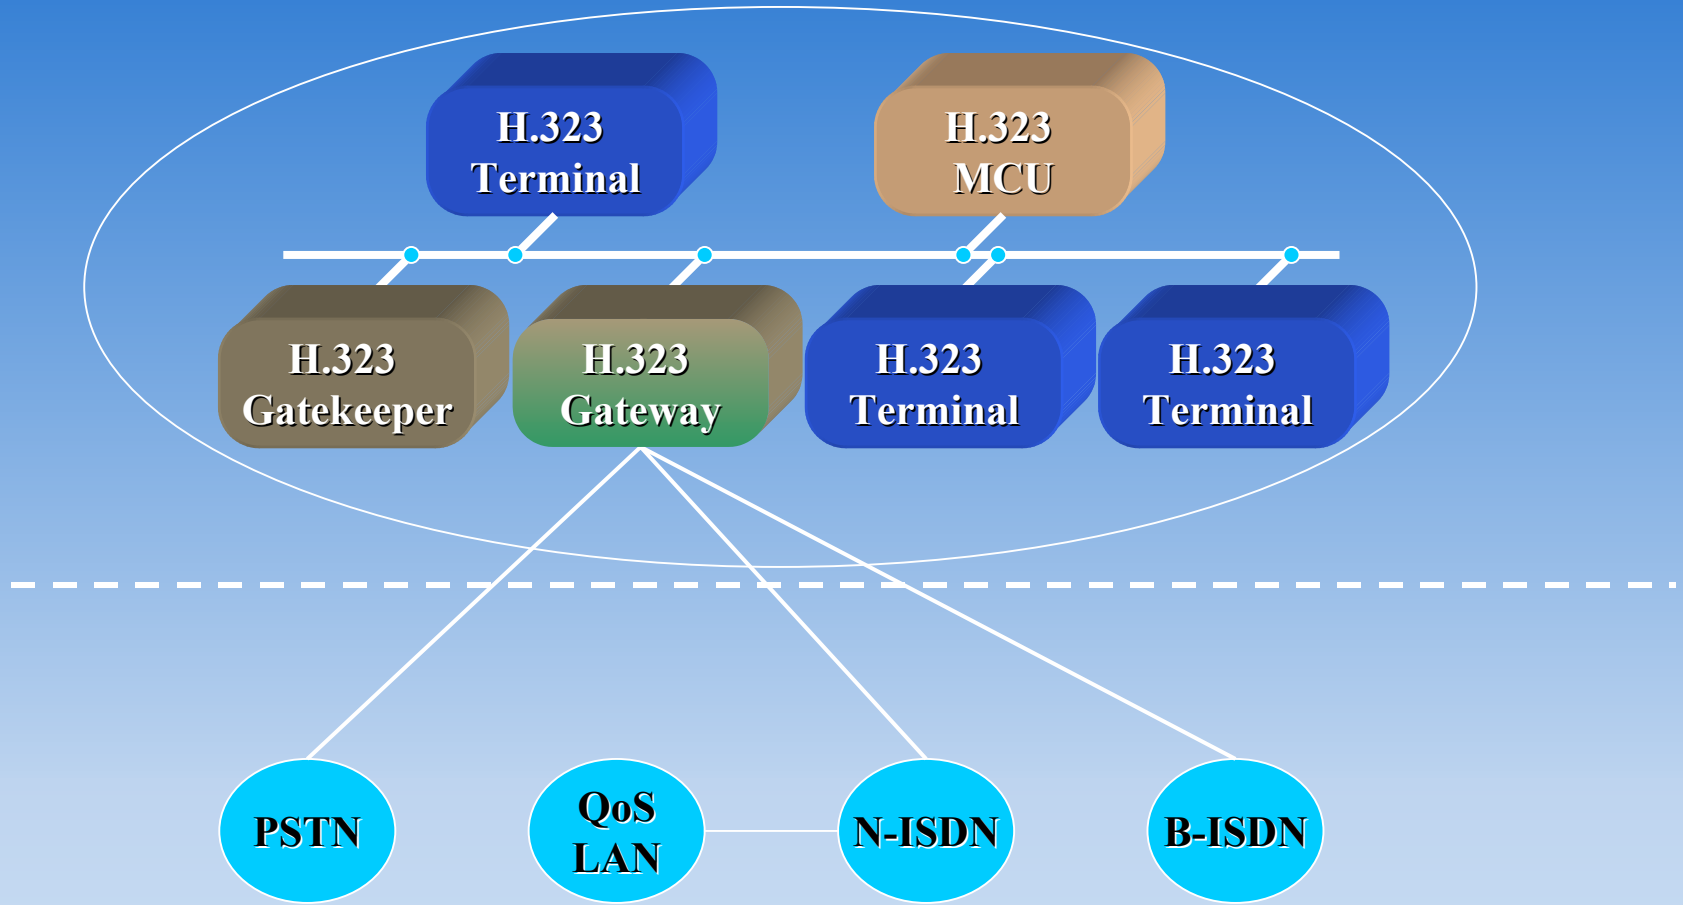 H.323
Terminal
H.323
MCU
H.323
Gatekeeper
H.323
Gateway
H.323
Terminal
H.323
Terminal
PSTN
QoS
LAN
N-ISDN
B-ISDN